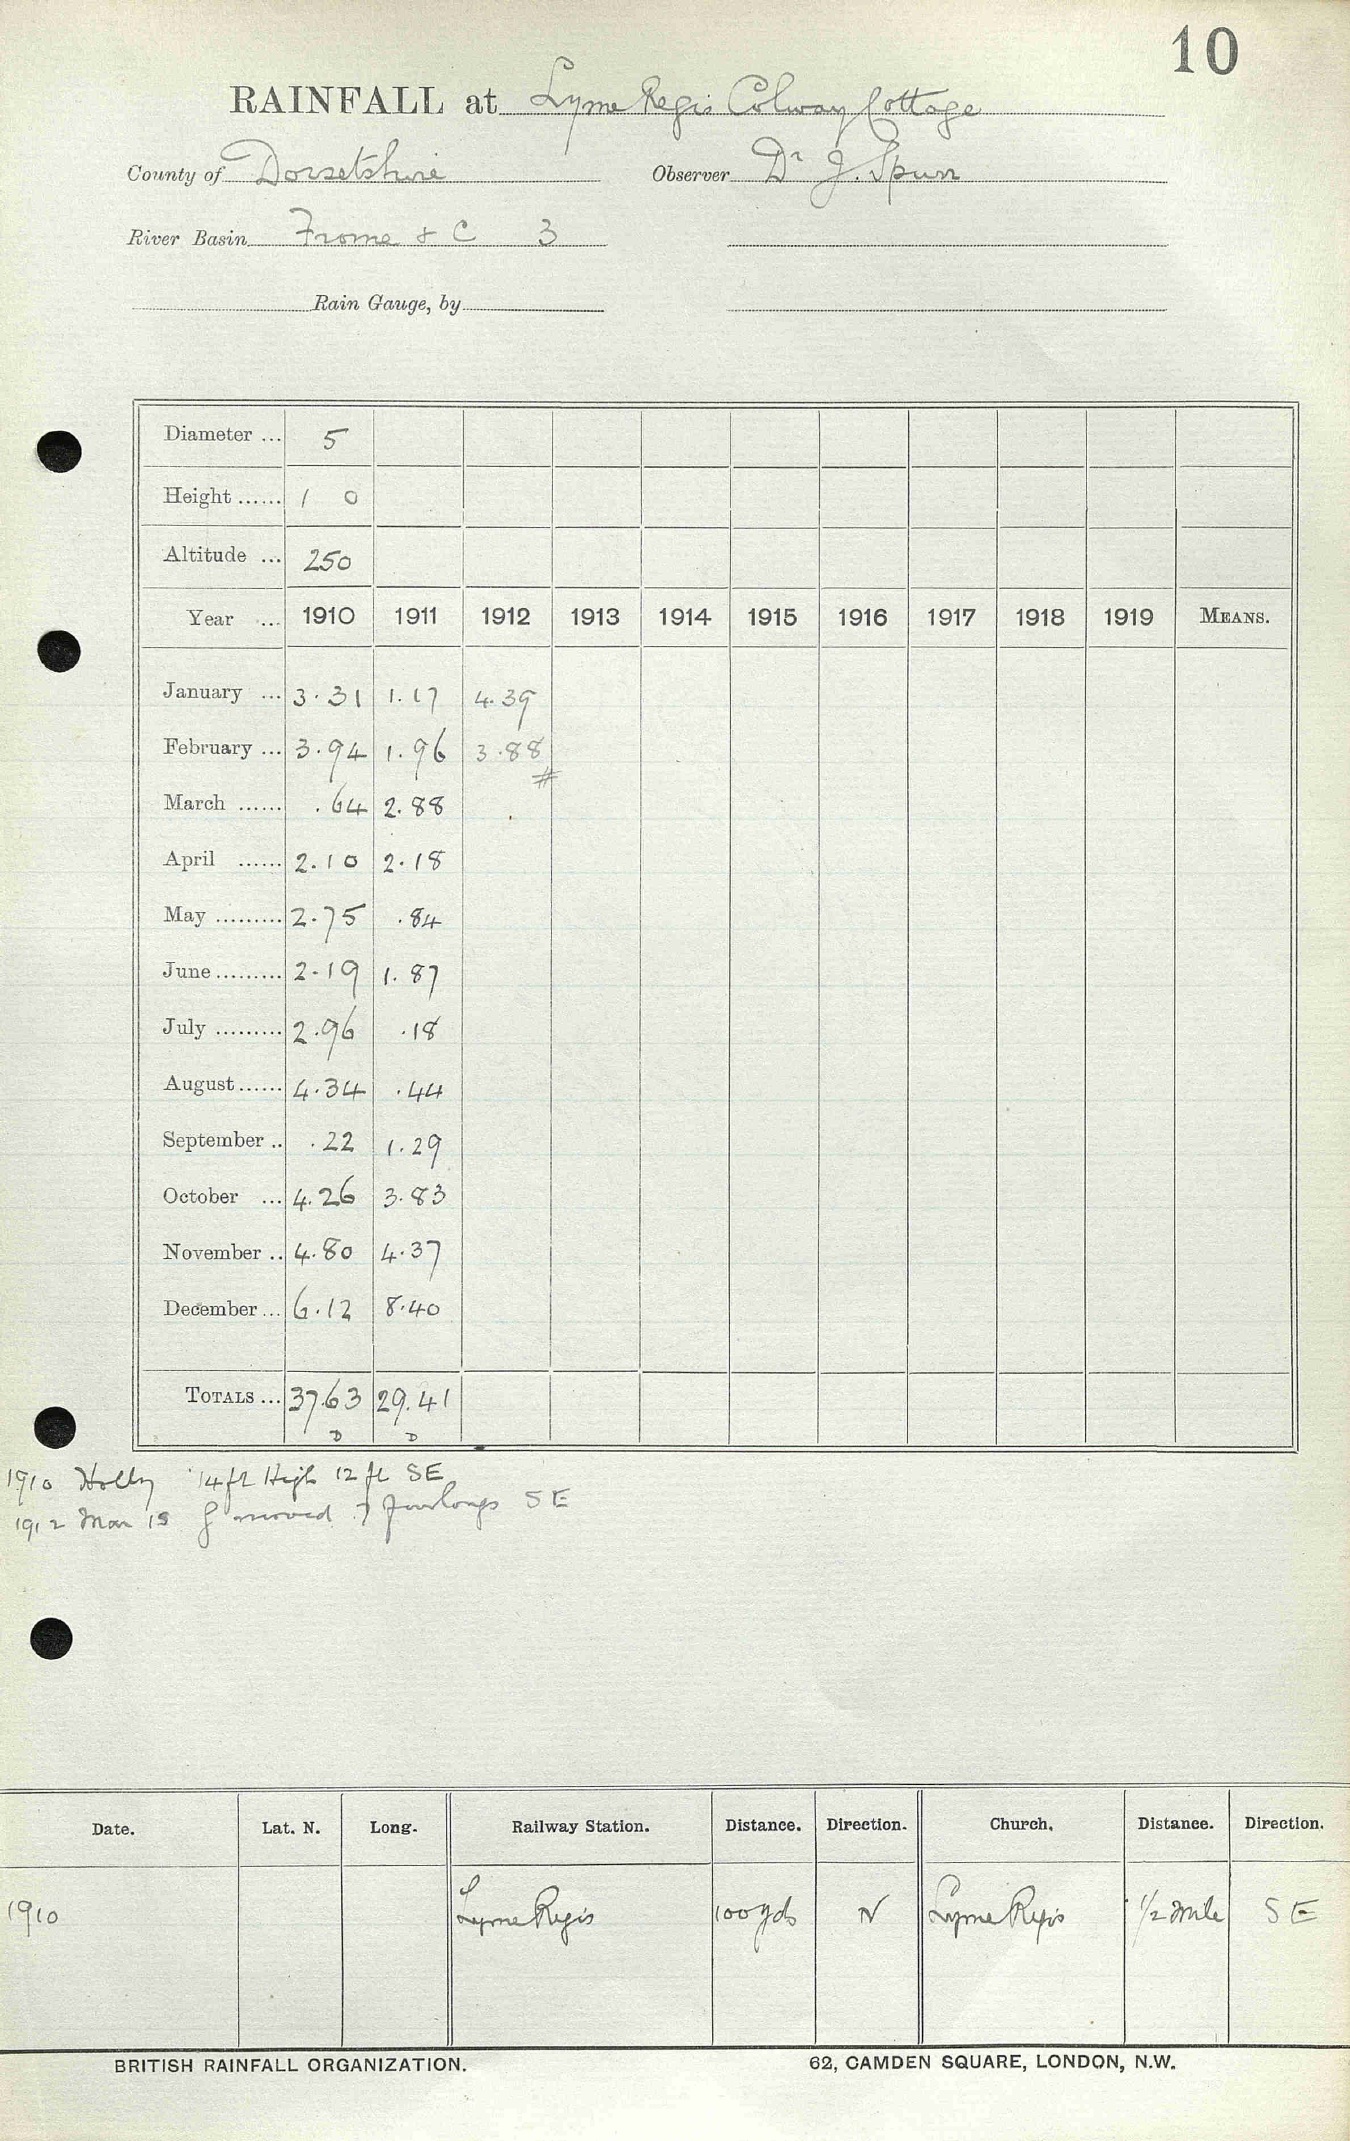 10
RAINFALL at Lyme Regis Colway Cottage
County of Dorsetshire Observer Dr J. Spurr
River Basin Frome & C 3
Rain Gauge, by
Diameter ... 5
Height ...... 1 0
Altitude ... 250
Year ... 1910 1911 1912 1913 1914 1915 1916 1917 1918 1919 MEANS.
January ... 3.31 1.17 4.39
February ... 3.94 1.96 3.88
#
March ...... .64 2.88
April ...... 2.10 2.18
May ......... 2.75 .84
June ......... 2.19 1.87
July ......... 2.96 .18
August ...... 4.34 .44
September .. .22 1.29
October ... 4.26 3.83
November .. 4.80 4.37
December ... 6.12 8.40
TOTALS ... 37.63 29.41
D D
1910 Holly 14 ft High 12 ft SE
1912 Mar 15 g moved 7 furlongs SE
Date. Lat. N. Long. Railway Station. Distance. Direction. Church. Distance. Direction.
1910 Lyme Regis 100 yds N Lyme Regis 1/2 mile SE
BRITISH RAINFALL ORGANIZATION. 62, CAMDEN SQUARE, LONDON, N.W.